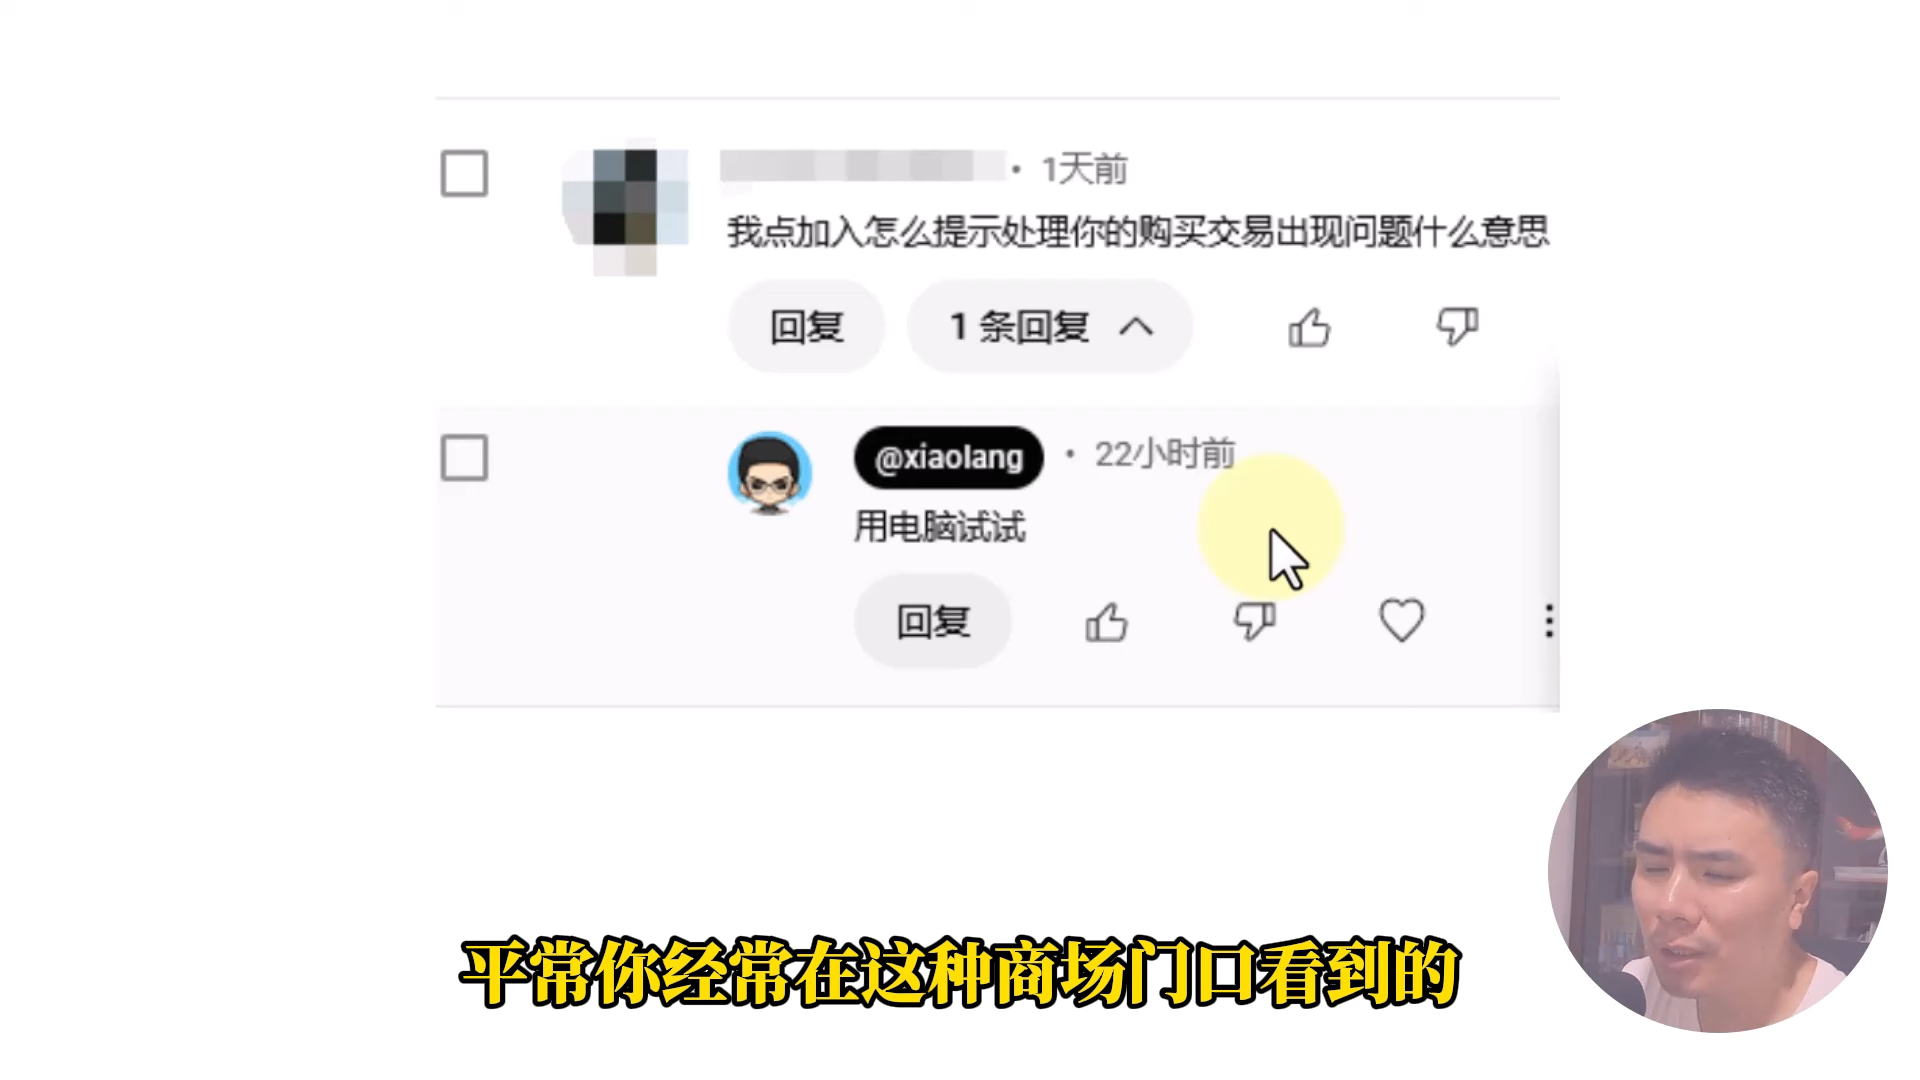 · 1天前
我点加入怎么提示处理你的购买交易出现问题什么意思
回复 1 条回复
@xiaolang · 22小时前
用电脑试试
回复
平常你经常在这种商场门口看到的